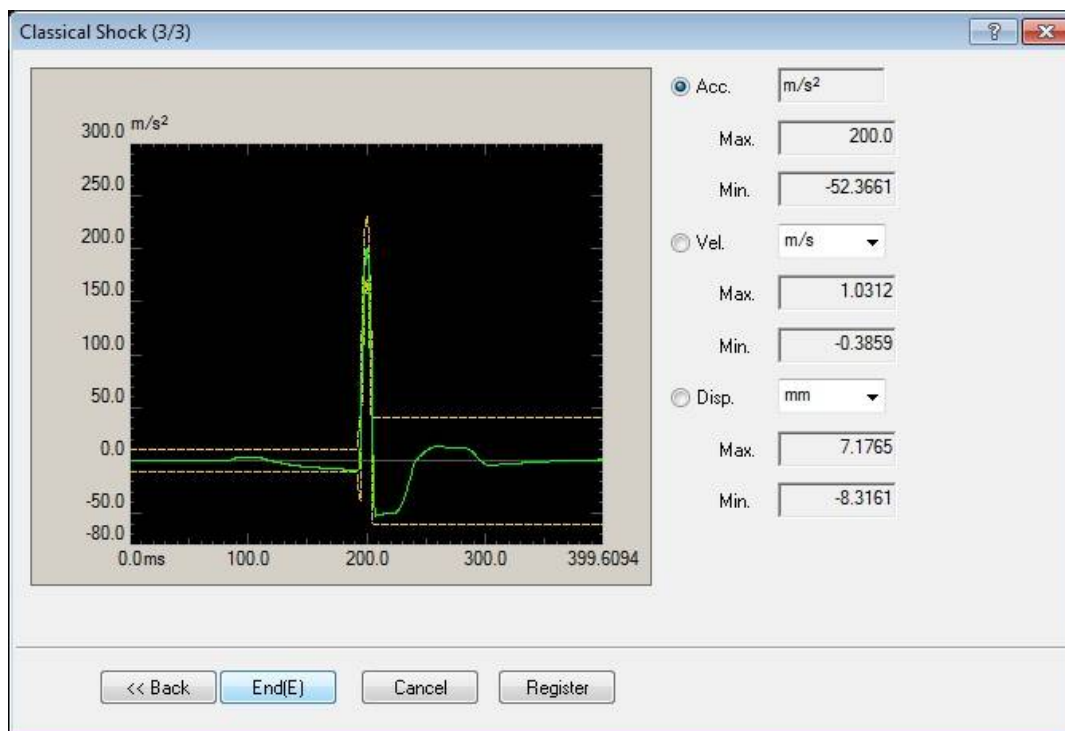 Classical Shock (3/3)
m/s²
300.0
250.0
200.0
150.0
100.0
50.0
0.0
-50.0
-80.0
0.0ms 100.0 200.0 300.0 399.6094
Acc. m/s²
Max. 200.0
Min. -52.3661
Vel. m/s
Max. 1.0312
Min. -0.3859
Disp. mm
Max. 7.1765
Min. -8.3161
<< Back End(E) Cancel Register